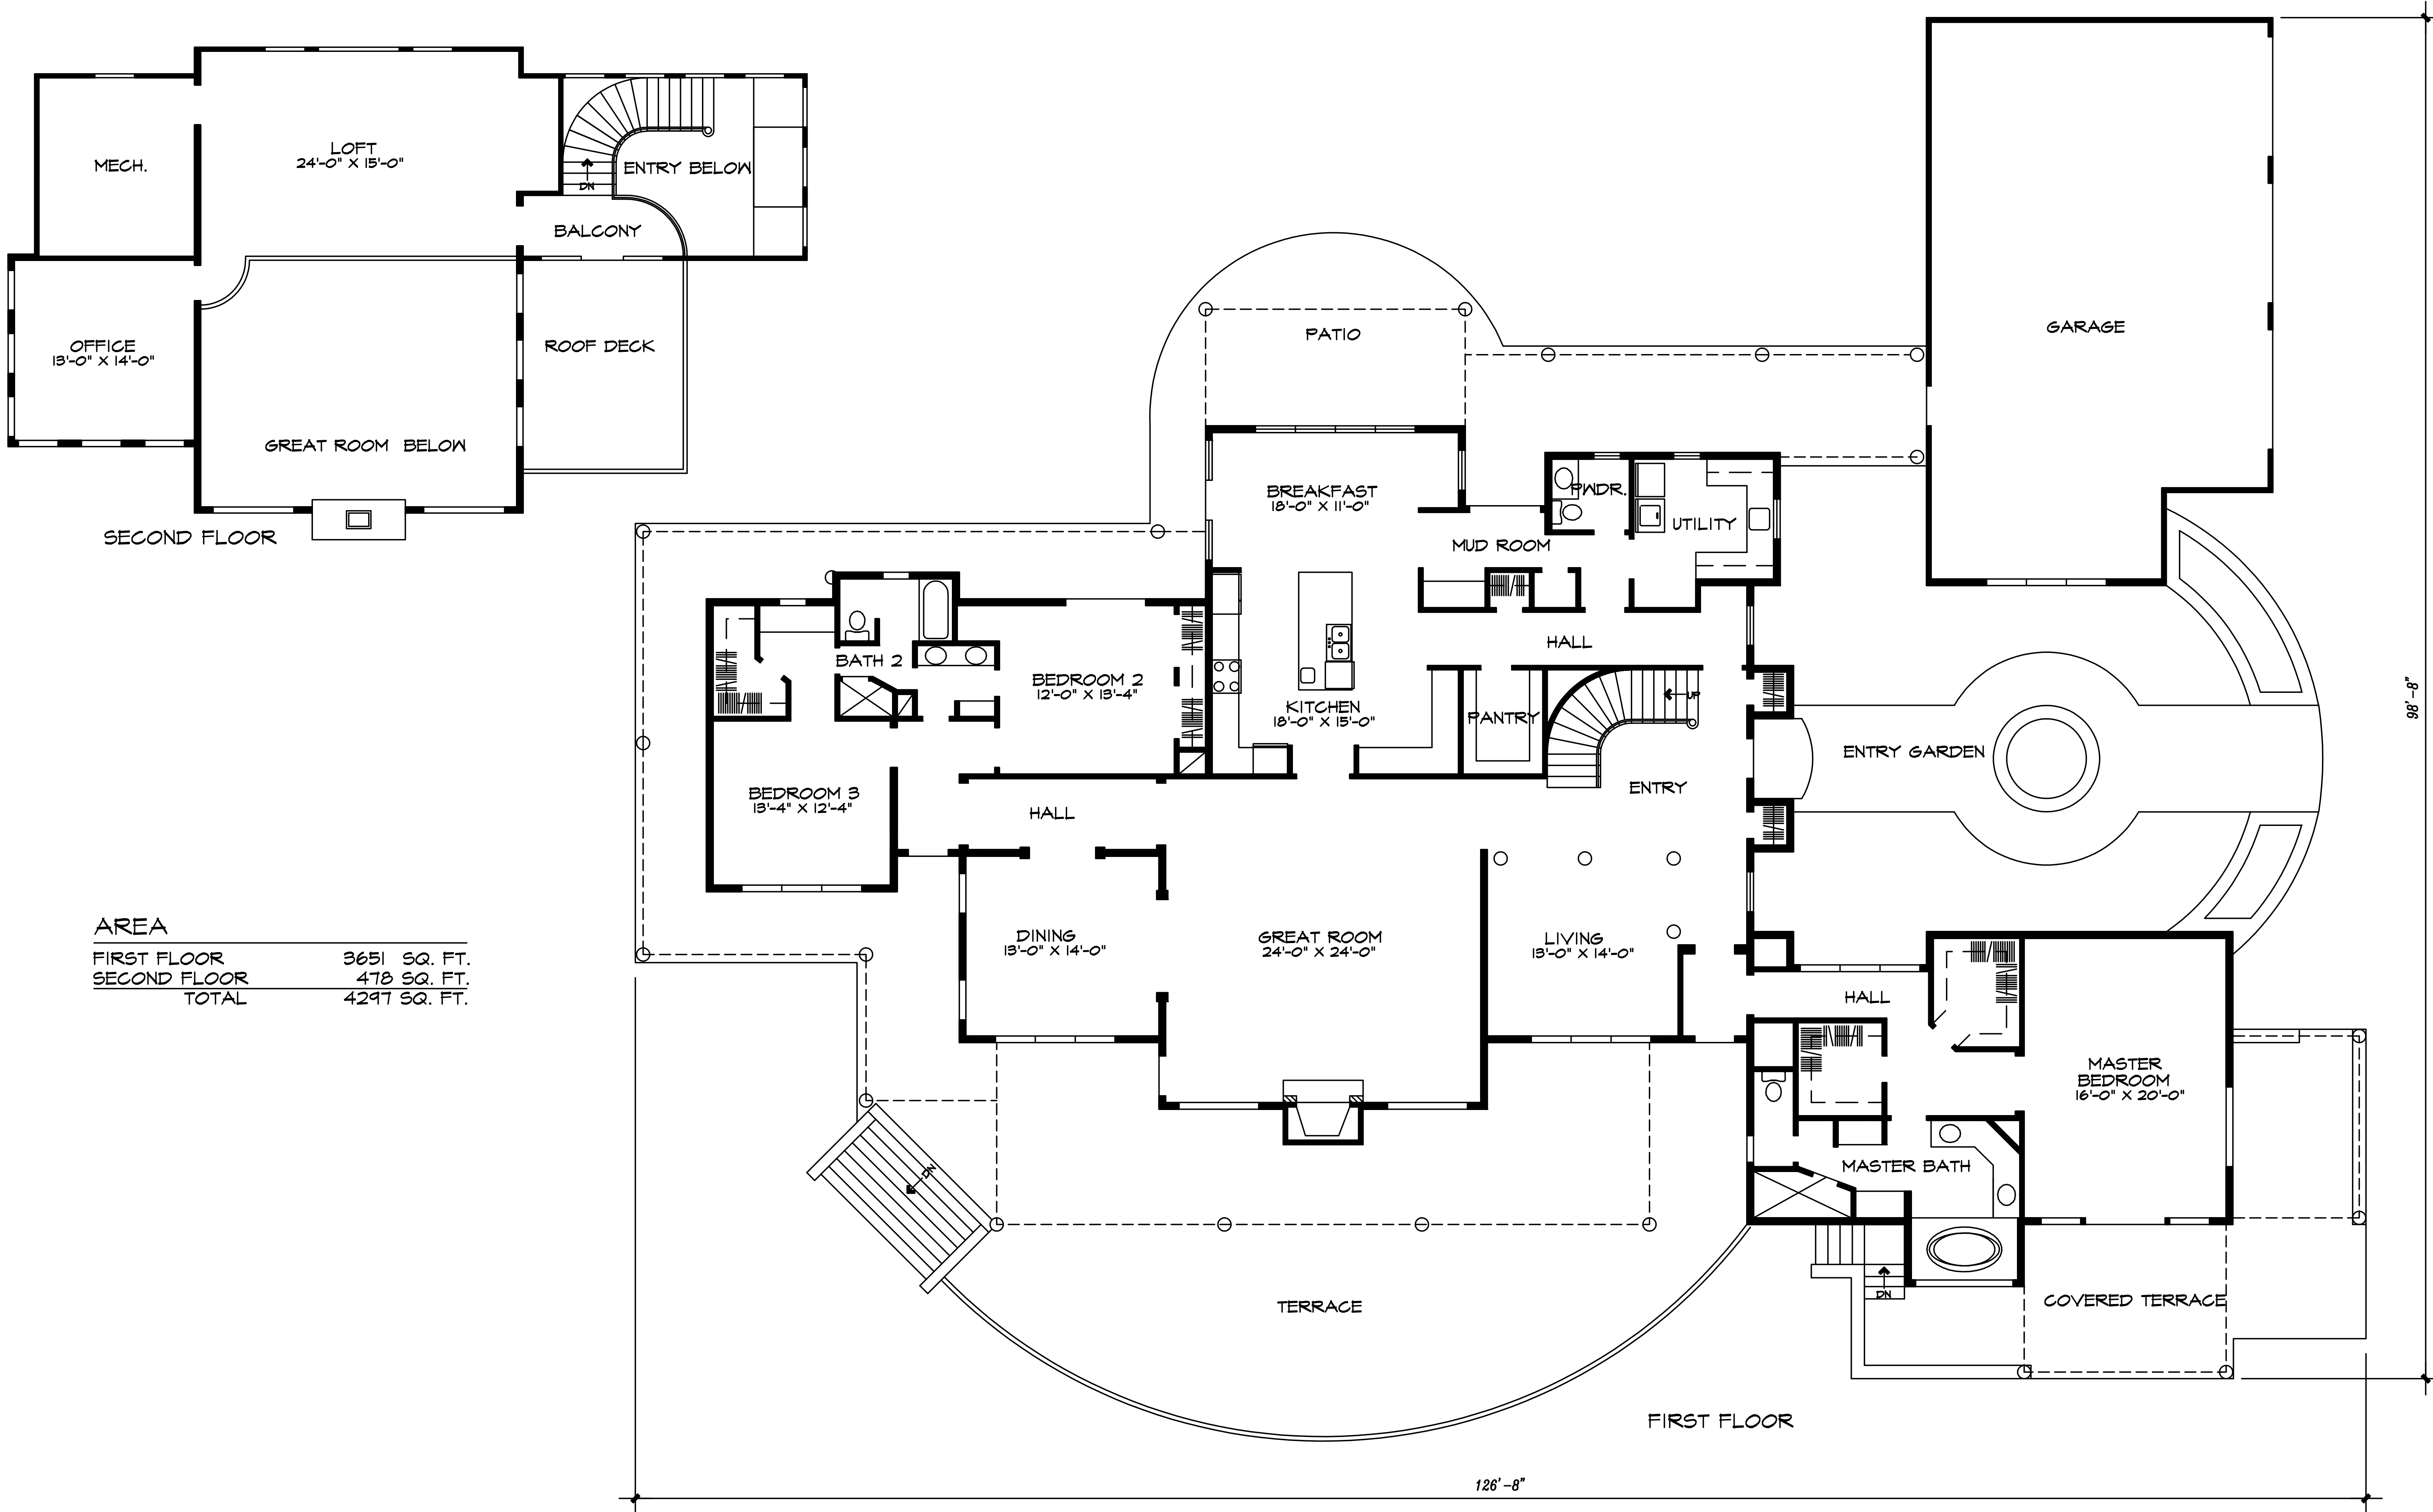 MECH.
LOFT
24'-0" X 15'-0"
DN
ENTRY BELOW
BALCONY
OFFICE
13'-0" X 14'-0"
ROOF DECK
GREAT ROOM BELOW
SECOND FLOOR
PATIO
GARAGE
BREAKFAST
18'-0" X 11'-0"
PWDR.
UTILITY
MUD ROOM
HALL
BATH 2
BEDROOM 2
12'-0" X 13'-4"
KITCHEN
18'-0" X 15'-0"
PANTRY
UP
98'-8"
ENTRY GARDEN
BEDROOM 3
13'-4" X 12'-4"
HALL
ENTRY
AREA
FIRST FLOOR 3651 SQ. FT.
SECOND FLOOR 478 SQ. FT.
TOTAL 4297 SQ. FT.
DINING
13'-0" X 14'-0"
GREAT ROOM
24'-0" X 24'-0"
LIVING
13'-0" X 14'-0"
HALL
MASTER
BEDROOM
16'-0" X 20'-0"
MASTER BATH
DN
TERRACE
DN
COVERED TERRACE
FIRST FLOOR
126'-8"